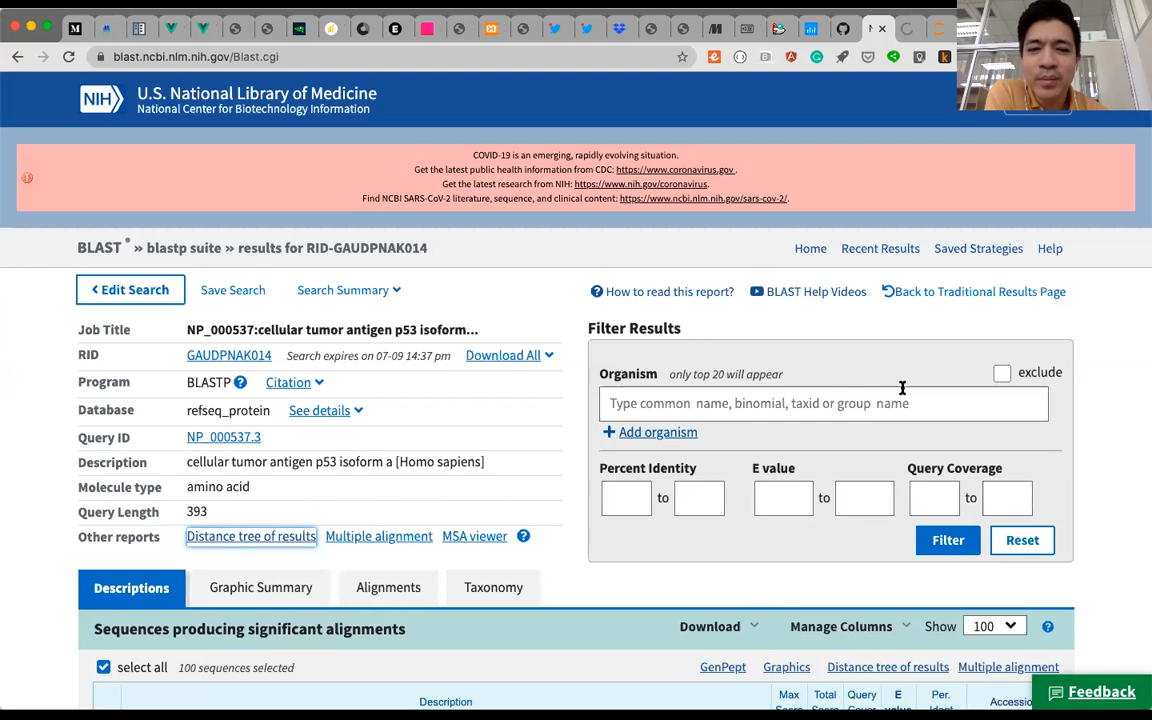 blast.ncbi.nlm.nih.gov/Blast.cgi
NIH
U.S. National Library of Medicine
National Center for Biotechnology Information
COVID-19 is an emerging, rapidly evolving situation.
Get the latest public health information from CDC: https://www.coronavirus.gov .
Get the latest research from NIH: https://www.nih.gov/coronavirus.
Find NCBI SARS-CoV-2 literature, sequence, and clinical content: https://www.ncbi.nlm.nih.gov/sars-cov-2/.
BLAST ® » blastp suite » results for RID-GAUDPNAK014
Home Recent Results Saved Strategies Help
Edit Search Save Search Search Summary
How to read this report? BLAST Help Videos Back to Traditional Results Page
Job Title NP_000537:cellular tumor antigen p53 isoform...
RID GAUDPNAK014 Search expires on 07-09 14:37 pm Download All
Program BLASTP Citation
Database refseq_protein See details
Query ID NP_000537.3
Description cellular tumor antigen p53 isoform a [Homo sapiens]
Molecule type amino acid
Query Length 393
Other reports Distance tree of results Multiple alignment MSA viewer
Filter Results
Organism only top 20 will appear exclude
Type common name, binomial, taxid or group name
Add organism
Percent Identity E value Query Coverage
to to to
Filter Reset
Descriptions Graphic Summary Alignments Taxonomy
Sequences producing significant alignments Download Manage Columns Show 100
select all 100 sequences selected GenPept Graphics Distance tree of results Multiple alignment
Description Max Total Query E Per.
Feedback